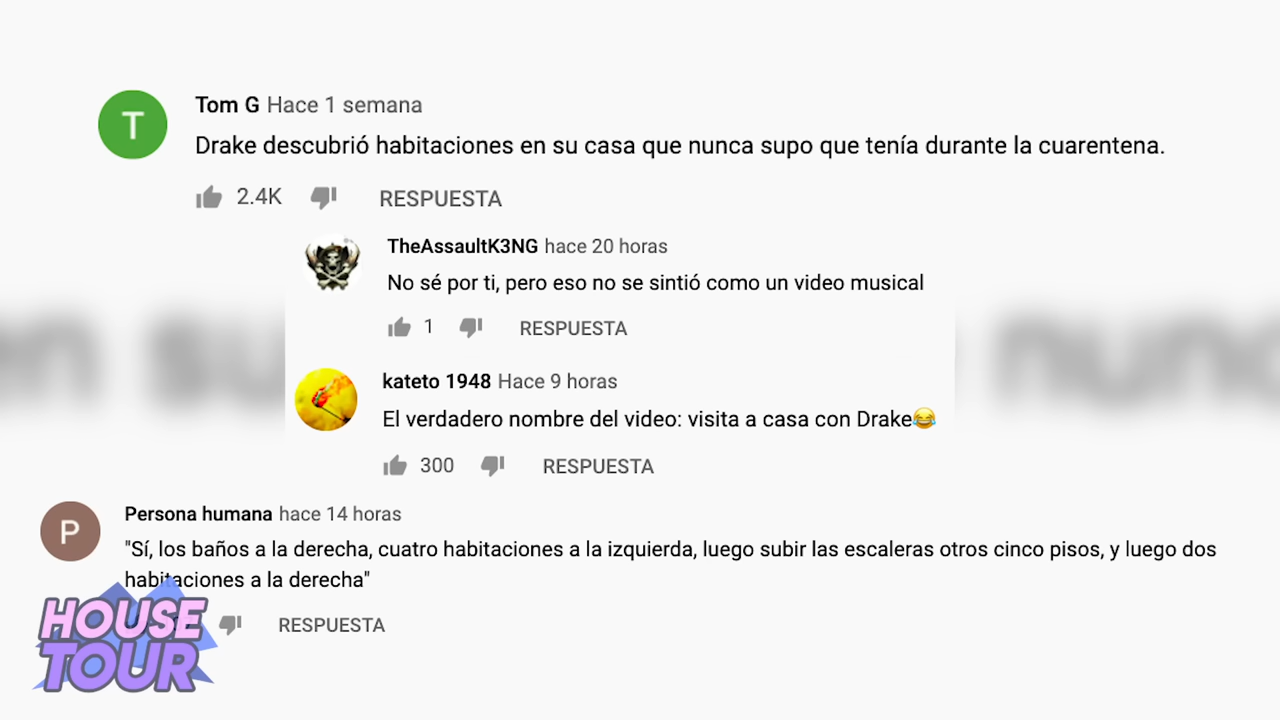 T
Tom G Hace 1 semana
Drake descubrió habitaciones en su casa que nunca supo que tenía durante la cuarentena.
2.4K RESPUESTA
TheAssaultK3NG hace 20 horas
No sé por ti, pero eso no se sintió como un video musical
1 RESPUESTA
kateto 1948 Hace 9 horas
El verdadero nombre del video: visita a casa con Drake😂
300 RESPUESTA
en su nunc
P
Persona humana hace 14 horas
"Sí, los baños a la derecha, cuatro habitaciones a la izquierda, luego subir las escaleras otros cinco pisos, y luego dos
habitaciones a la derecha"
RESPUESTA
HOUSE
TOUR